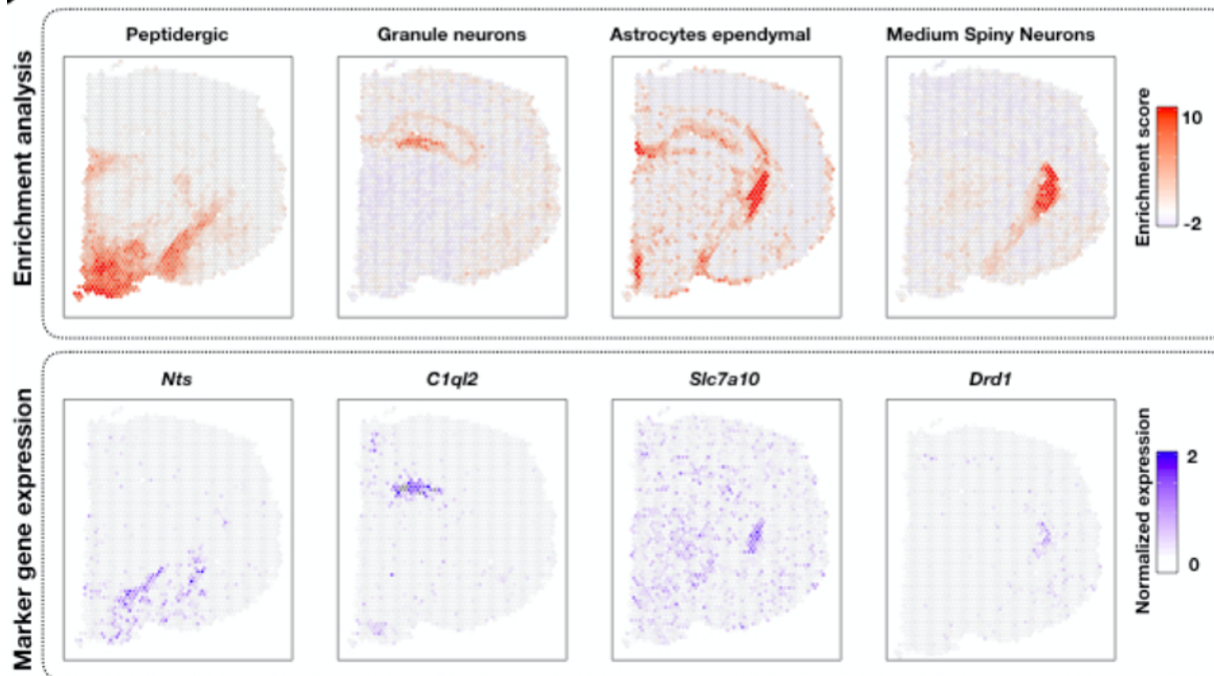 Enrichment analysis
Peptidergic
Granule neurons
Astrocytes ependymal
Medium Spiny Neurons
Enrichment score
10
-2
Marker gene expression
Nts
C1ql2
Slc7a10
Drd1
Normalized expression
2
0